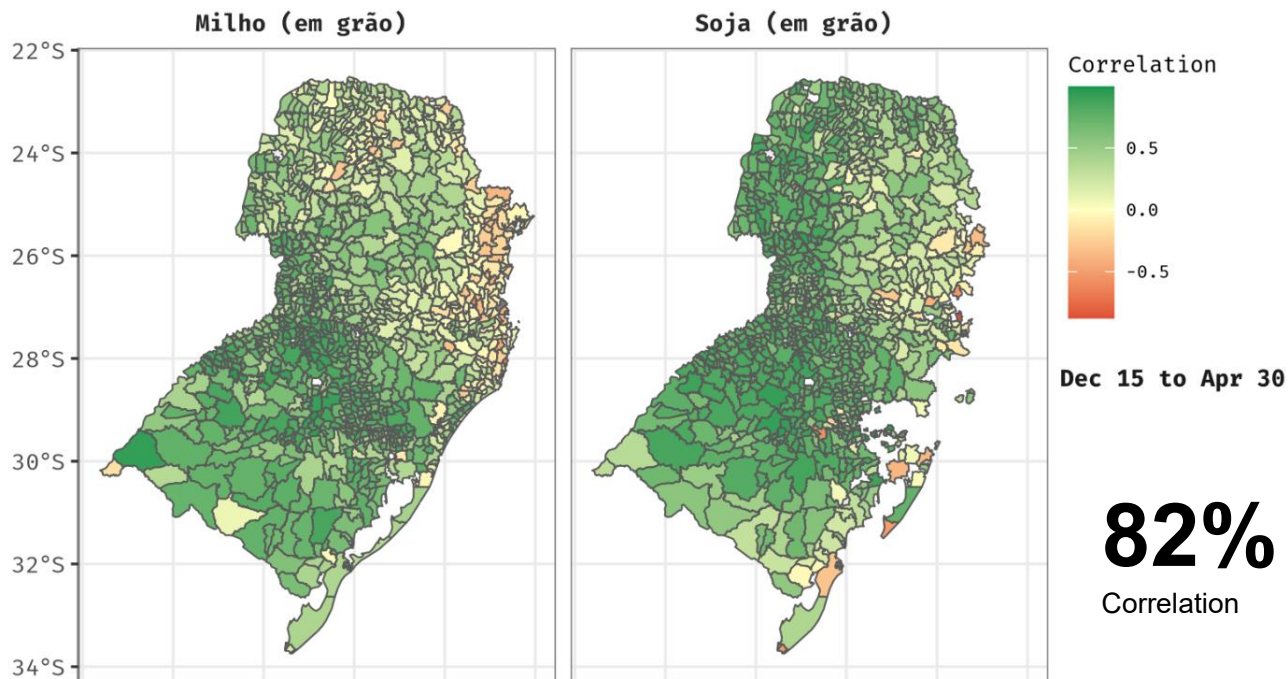 Milho (em grão)
Soja (em grão)
22°S
24°S
26°S
28°S
30°S
32°S
34°S
Correlation
0.5
0.0
-0.5
Dec 15 to Apr 30
82%
Correlation